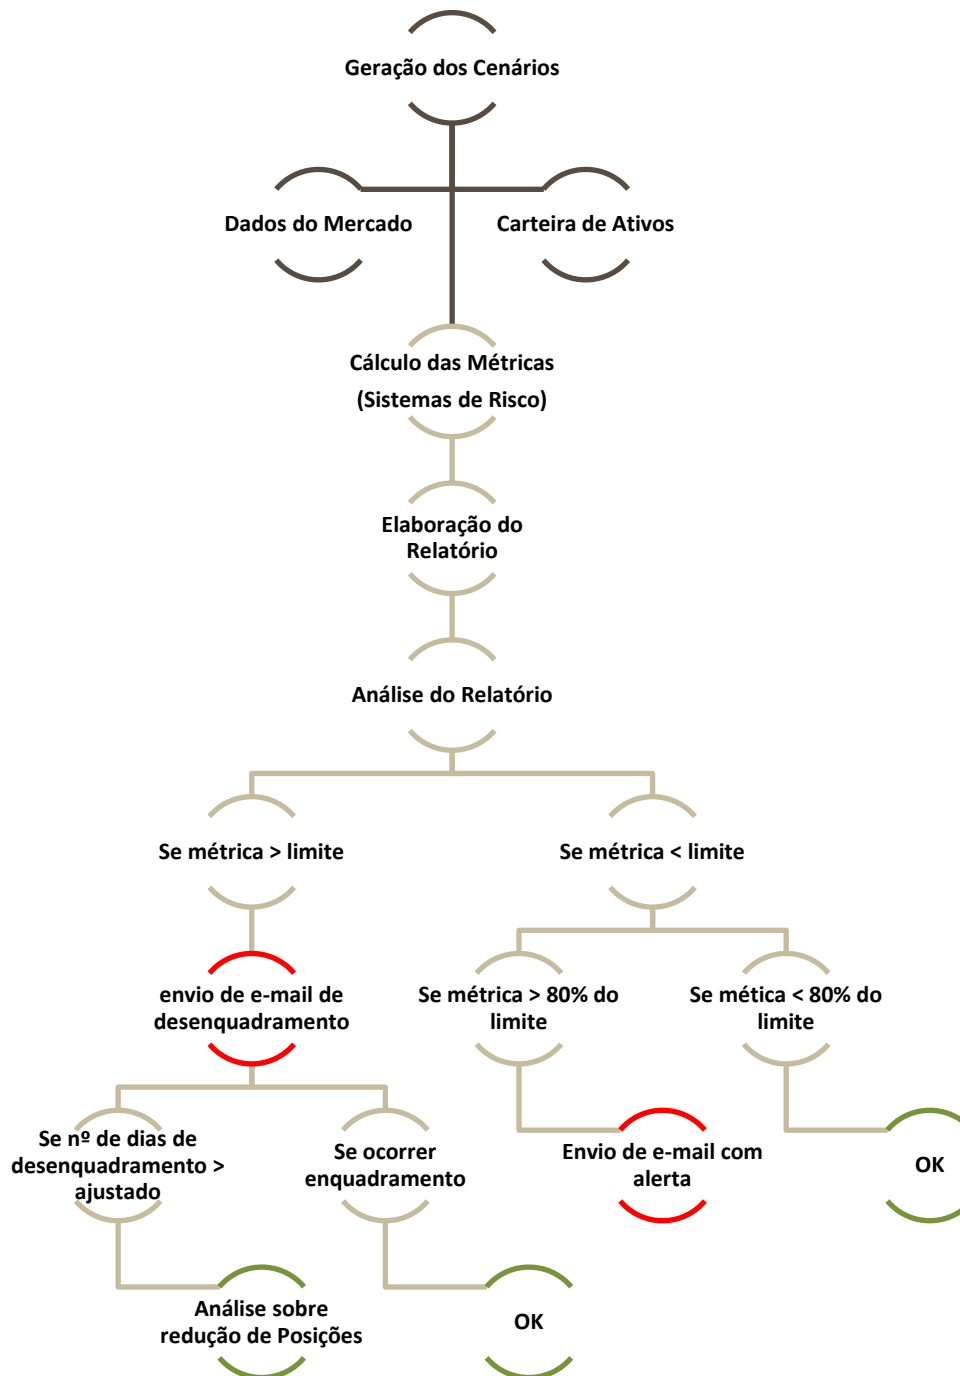 Geração dos Cenários
Dados do Mercado
Carteira de Ativos
Cálculo das Métricas
(Sistemas de Risco)
Elaboração do
Relatório
Análise do Relatório
Se métrica > limite
Se métrica < limite
envio de e-mail de
desenquadramento
Se métrica > 80% do
limite
Se mética < 80% do
limite
Se nº de dias de
desenquadramento >
ajustado
Se ocorrer
enquadramento
Envio de e-mail com
alerta
OK
Análise sobre
redução de Posições
OK